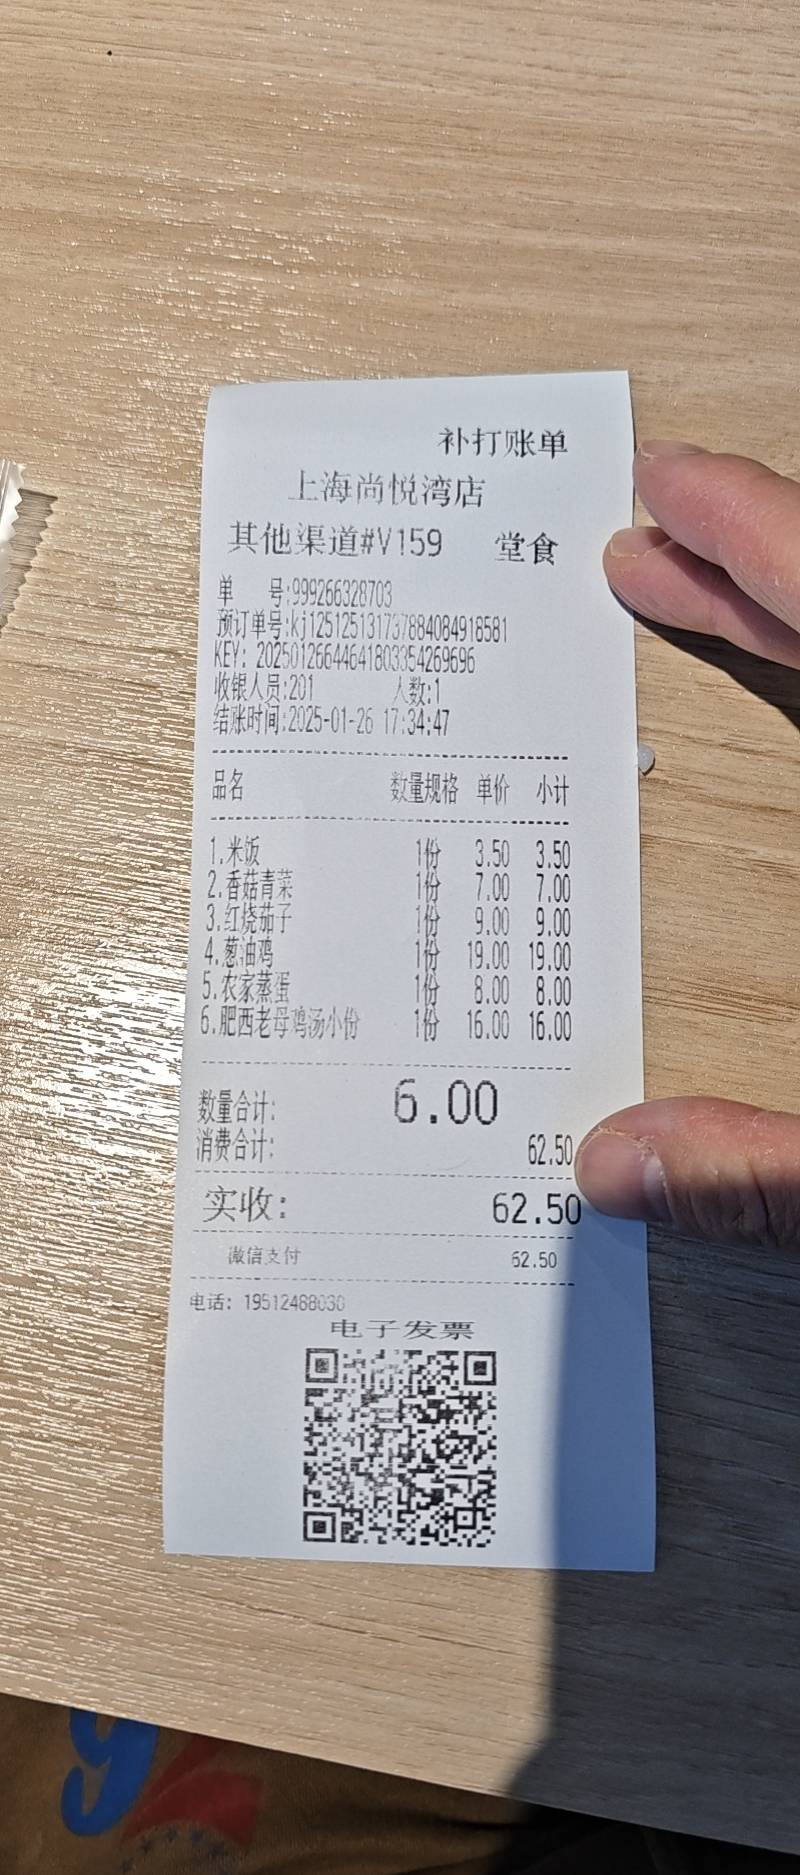 补打账单
上海尚悦湾店
其他渠道#V159 堂食
单 号:999266328703
预订单号:kj1251251317378840849185​81
KEY: 20250126644641803354269696
收银人员:201 人数:1
结账时间:2025-01-26 17:34:47
品名 数量规格 单价 小计
1.米饭 1份 3.50 3.50
2.香菇青菜 1份 7.00 7.00
3.红烧茄子 1份 9.00 9.00
4.葱油鸡 1份 19.00 19.00
5.农家蒸蛋 1份 8.00 8.00
6.肥西老母鸡汤小份 1份 16.00 16.00
数量合计: 6.00
消费合计: 62.50
实收: 62.50
微信支付 62.50
电话: 19512488030
电子发票